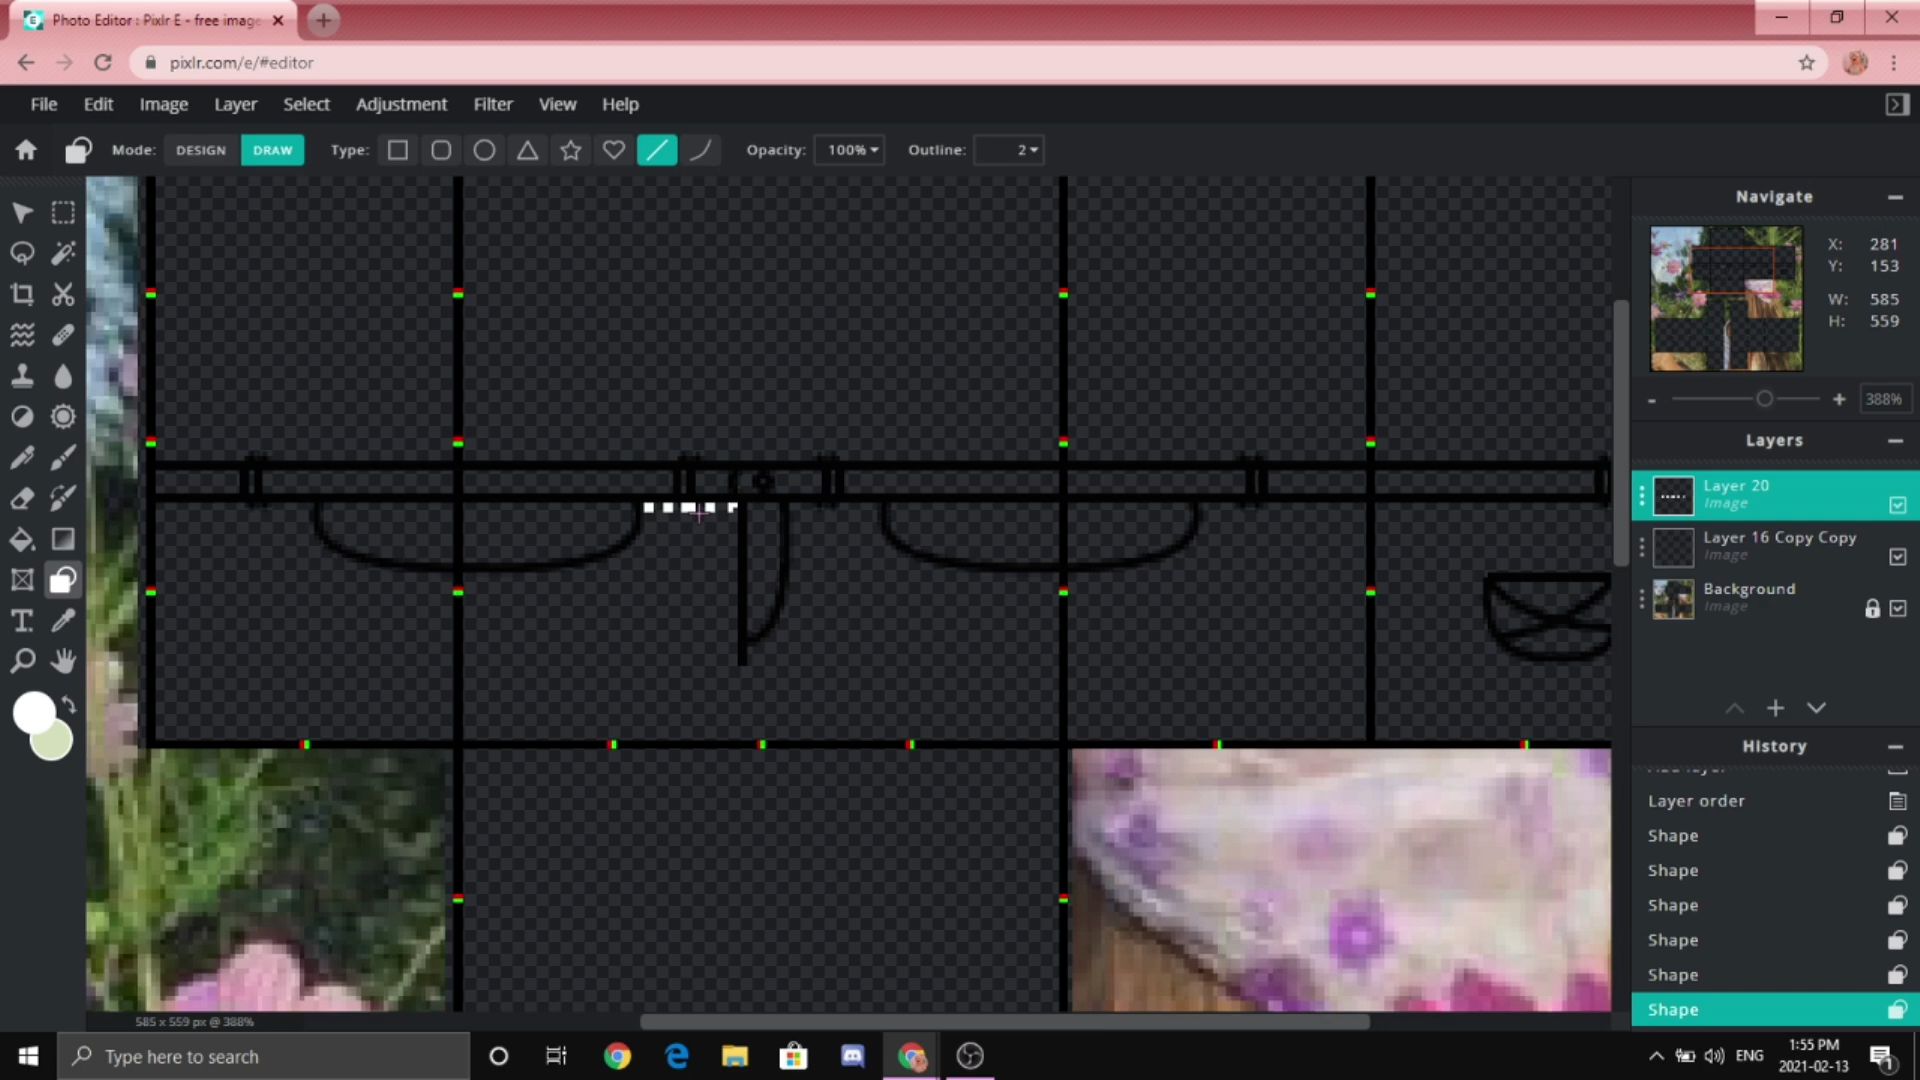 Photo Editor : Pixlr E - free image
pixlr.com/e/#editor
File Edit Image Layer Select Adjustment Filter View Help
Mode: DESIGN DRAW Type: Opacity: 100% Outline: 2
Navigate
X: 281
Y: 153
W: 585
H: 559
- + 388%
Layers
Layer 20
Image
Layer 16 Copy Copy
Image
Background
Image
History
Add layer
Layer order
Shape
Shape
Shape
Shape
Shape
Shape
585 x 559 px @ 388%
Type here to search
ENG
1:55 PM
2021-02-13
1